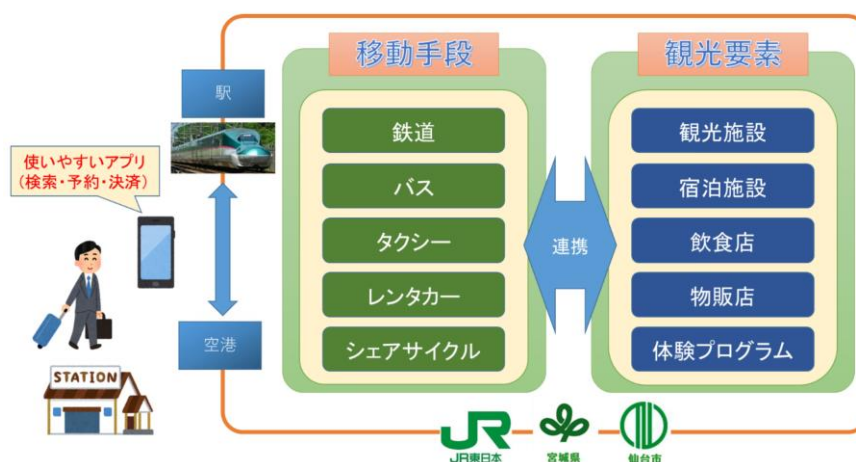 移動手段
観光要素
駅
鉄道
バス
タクシー
レンタカー
シェアサイクル
連携
観光施設
宿泊施設
飲食店
物販店
体験プログラム
使いやすいアプリ
(検索・予約・決済)
空港
STATION
JR
JR東日本
宮城県
仙台市